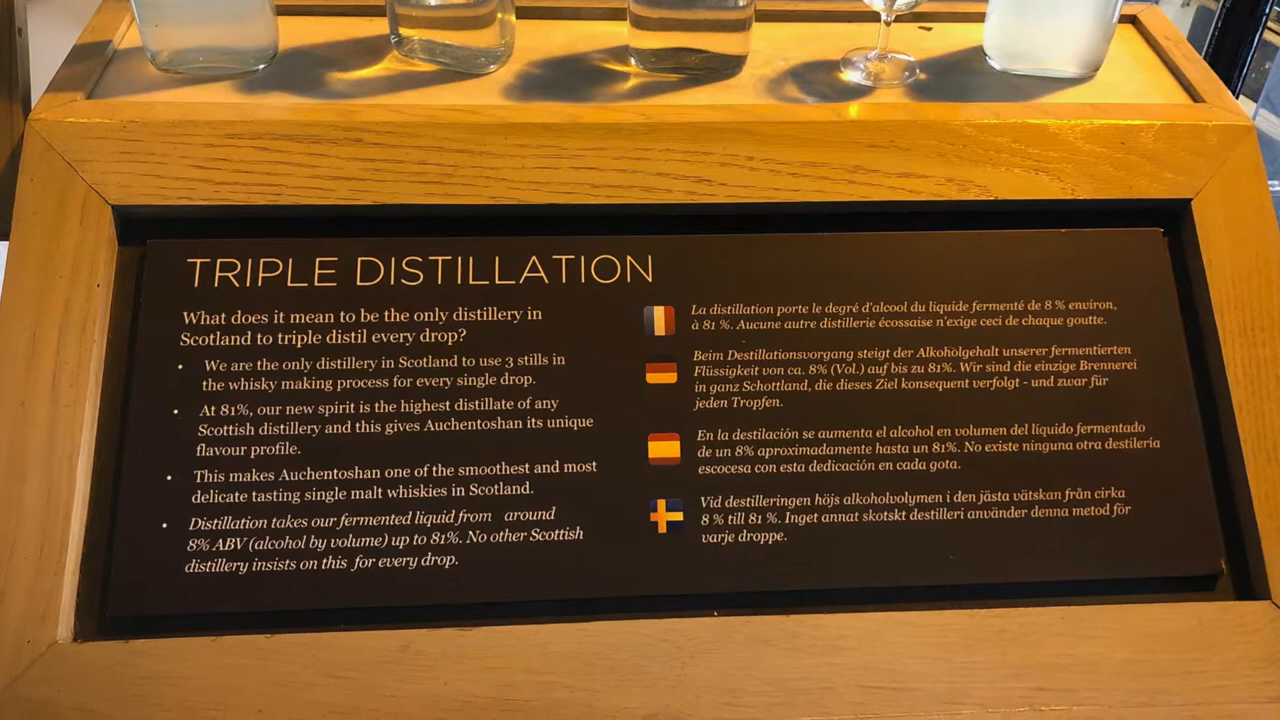 TRIPLE DISTILLATION
What does it mean to be the only distillery in
Scotland to triple distil every drop?
• We are the only distillery in Scotland to use 3 stills in
the whisky making process for every single drop.
• At 81%, our new spirit is the highest distillate of any
Scottish distillery and this gives Auchentoshan its unique
flavour profile.
• This makes Auchentoshan one of the smoothest and most
delicate tasting single malt whiskies in Scotland.
• Distillation takes our fermented liquid from around
8% ABV (alcohol by volume) up to 81%. No other Scottish
distillery insists on this for every drop.
La distillation porte le degré d'alcool du liquide fermenté de 8 % environ,
à 81 %. Aucune autre distillerie écossaise n'exige ceci de chaque goutte.
Beim Destillationsvorgang steigt der Alkoholgehalt unserer fermentierten
Flüssigkeit von ca. 8% (Vol.) auf bis zu 81%. Wir sind die einzige Brennerei
in ganz Schottland, die dieses Ziel konsequent verfolgt - und zwar für
jeden Tropfen.
En la destilación se aumenta el alcohol en volumen del líquido fermentado
de un 8% aproximadamente hasta un 81%. No existe ninguna otra destilería
escocesa con esta dedicación en cada gota.
Vid destilleringen höjs alkoholvolymen i den jästa vätskan från cirka
8 % till 81 %. Inget annat skotskt destilleri använder denna metod för
varje droppe.